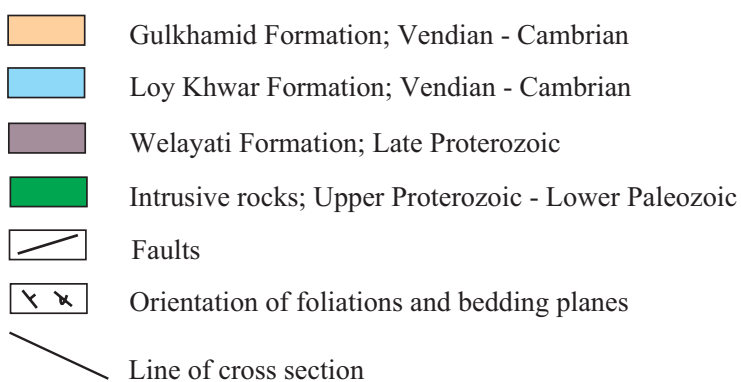 Gulkhamid Formation; Vendian - Cambrian
Loy Khwar Formation; Vendian - Cambrian
Welayati Formation; Late Proterozoic
Intrusive rocks; Upper Proterozoic - Lower Paleozoic
Faults
Orientation of foliations and bedding planes
Line of cross section